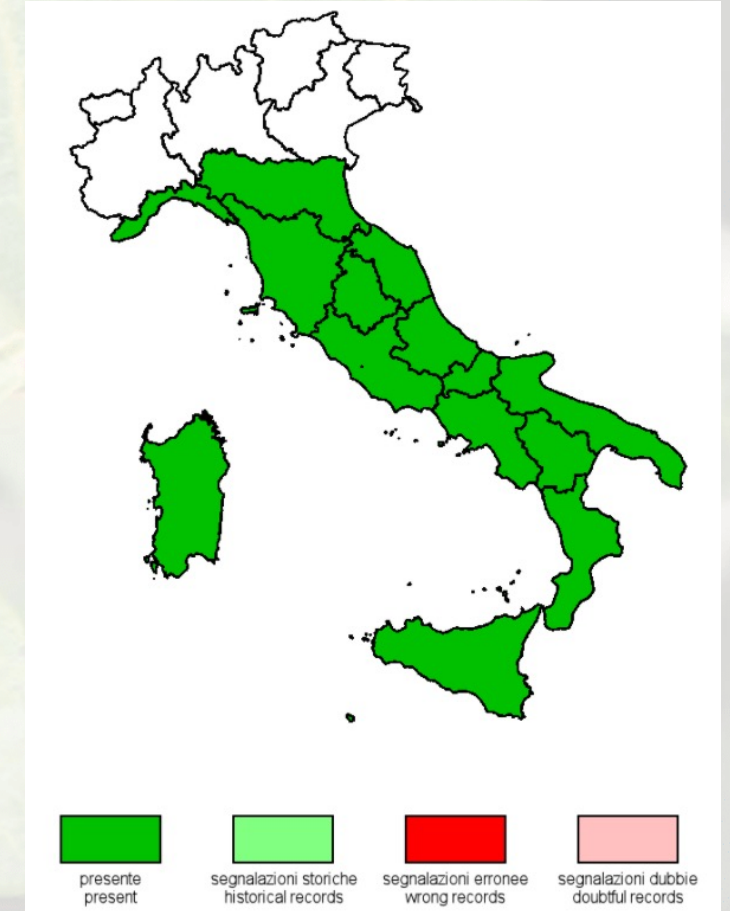 presente
present
segnalazioni storiche
historical records
segnalazioni erronee
wrong records
segnalazioni dubbie
doubtful records